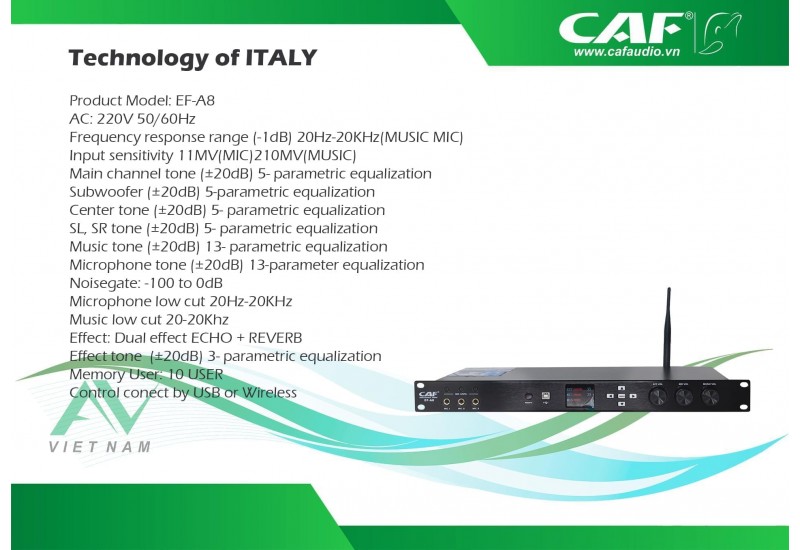 CAF®
www.cafaudio.vn
Technology of ITALY
Product Model: EF-A8
AC: 220V 50/60Hz
Frequency response range (-1dB) 20Hz-20KHz(MUSIC MIC)
Input sensitivity 11MV(MIC)210MV(MUSIC)
Main channel tone (±20dB) 5- parametric equalization
Subwoofer (±20dB) 5-parametric equalization
Center tone (±20dB) 5- parametric equalization
SL, SR tone (±20dB) 5- parametric equalization
Music tone (±20dB) 13- parametric equalization
Microphone tone (±20dB) 13-parameter equalization
Noisegate: -100 to 0dB
Microphone low cut 20Hz-20KHz
Music low cut 20-20Khz
Effect: Dual effect ECHO + REVERB
Effect tone (±20dB) 3- parametric equalization
Memory User: 10 USER
Control conect by USB or Wireless
AV
VIET NAM
CAF